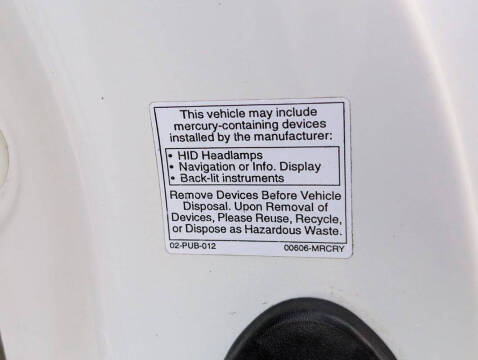 This vehicle may include
mercury-containing devices
installed by the manufacturer:
• HID Headlamps
• Navigation or Info. Display
• Back-lit instruments
Remove Devices Before Vehicle
Disposal. Upon Removal of
Devices, Please Reuse, Recycle,
or Dispose as Hazardous Waste.
02-PUB-012 00606-MRCRY